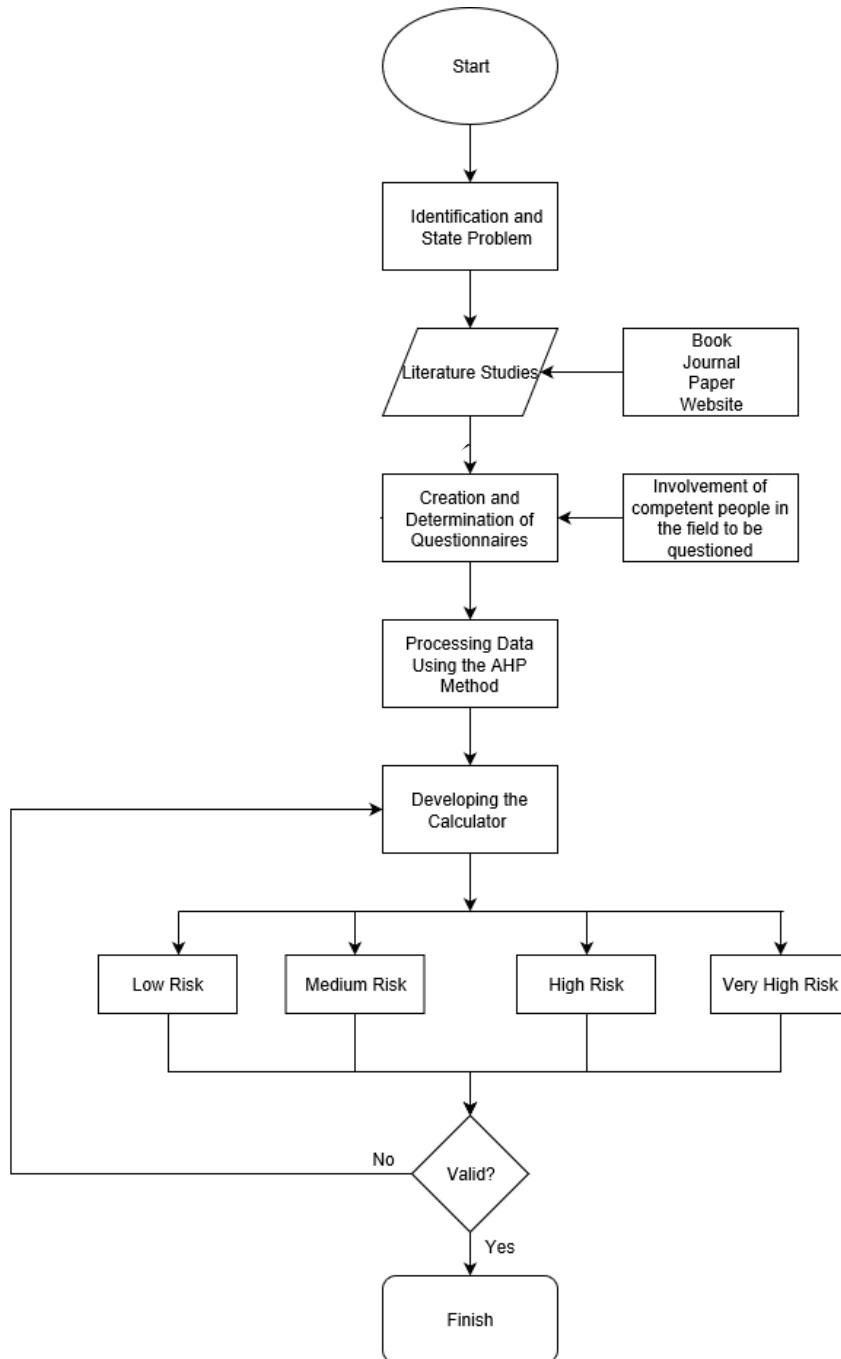 Start
Identification and
State Problem
Literature Studies
Book
Journal
Paper
Website
Creation and
Determination of
Questionnaires
Involvement of
competent people in
the field to be
questioned
Processing Data
Using the AHP
Method
Developing the
Calculator
Low Risk
Medium Risk
High Risk
Very High Risk
No
Valid?
Yes
Finish